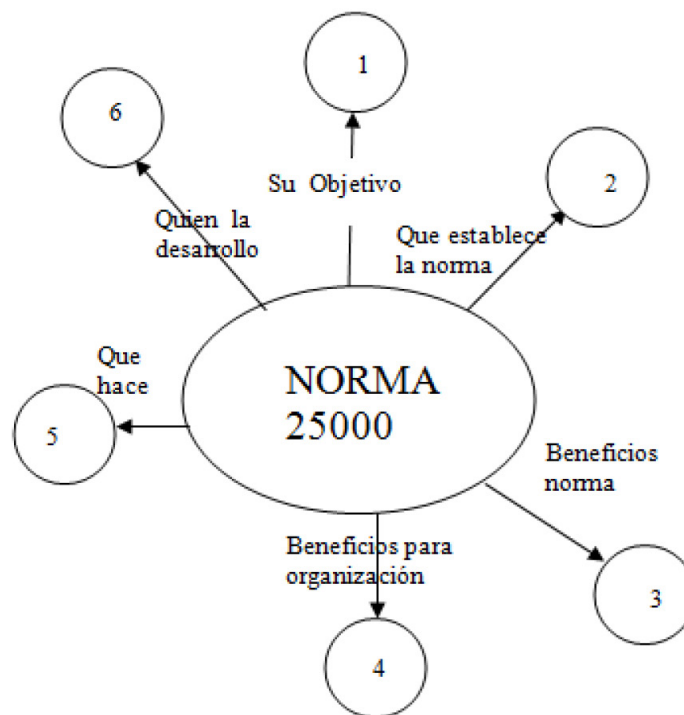 1
6
Su Objetivo
2
Quien la
desarrollo
Que establece
la norma
Que
hace
NORMA
25000
5
Beneficios
norma
Beneficios para
organización
3
4